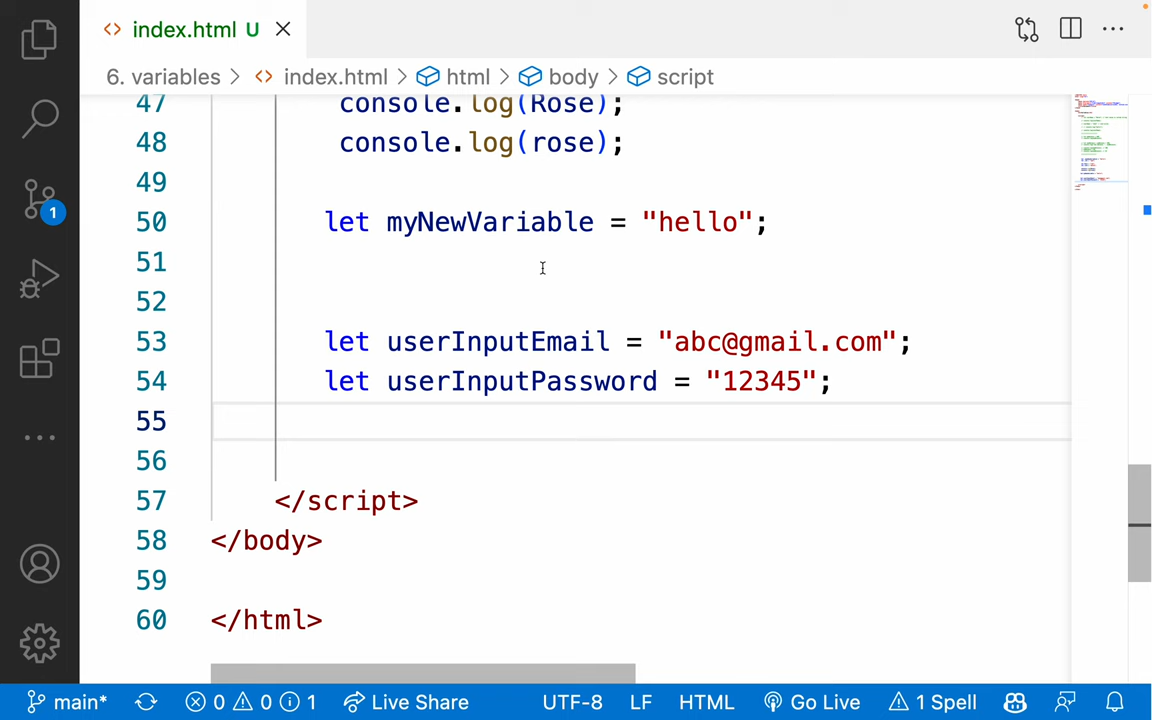 index.html U
6. variables > index.html > html > body > script
47 console.log(Rose);
48 console.log(rose);
49
50 let myNewVariable = "hello";
51
52
53 let userInputEmail = "abc@gmail.com";
54 let userInputPassword = "12345";
55
56
57 </script>
58 </body>
59
60 </html>
1
main* 0 0 1 Live Share UTF-8 LF HTML Go Live 1 Spell